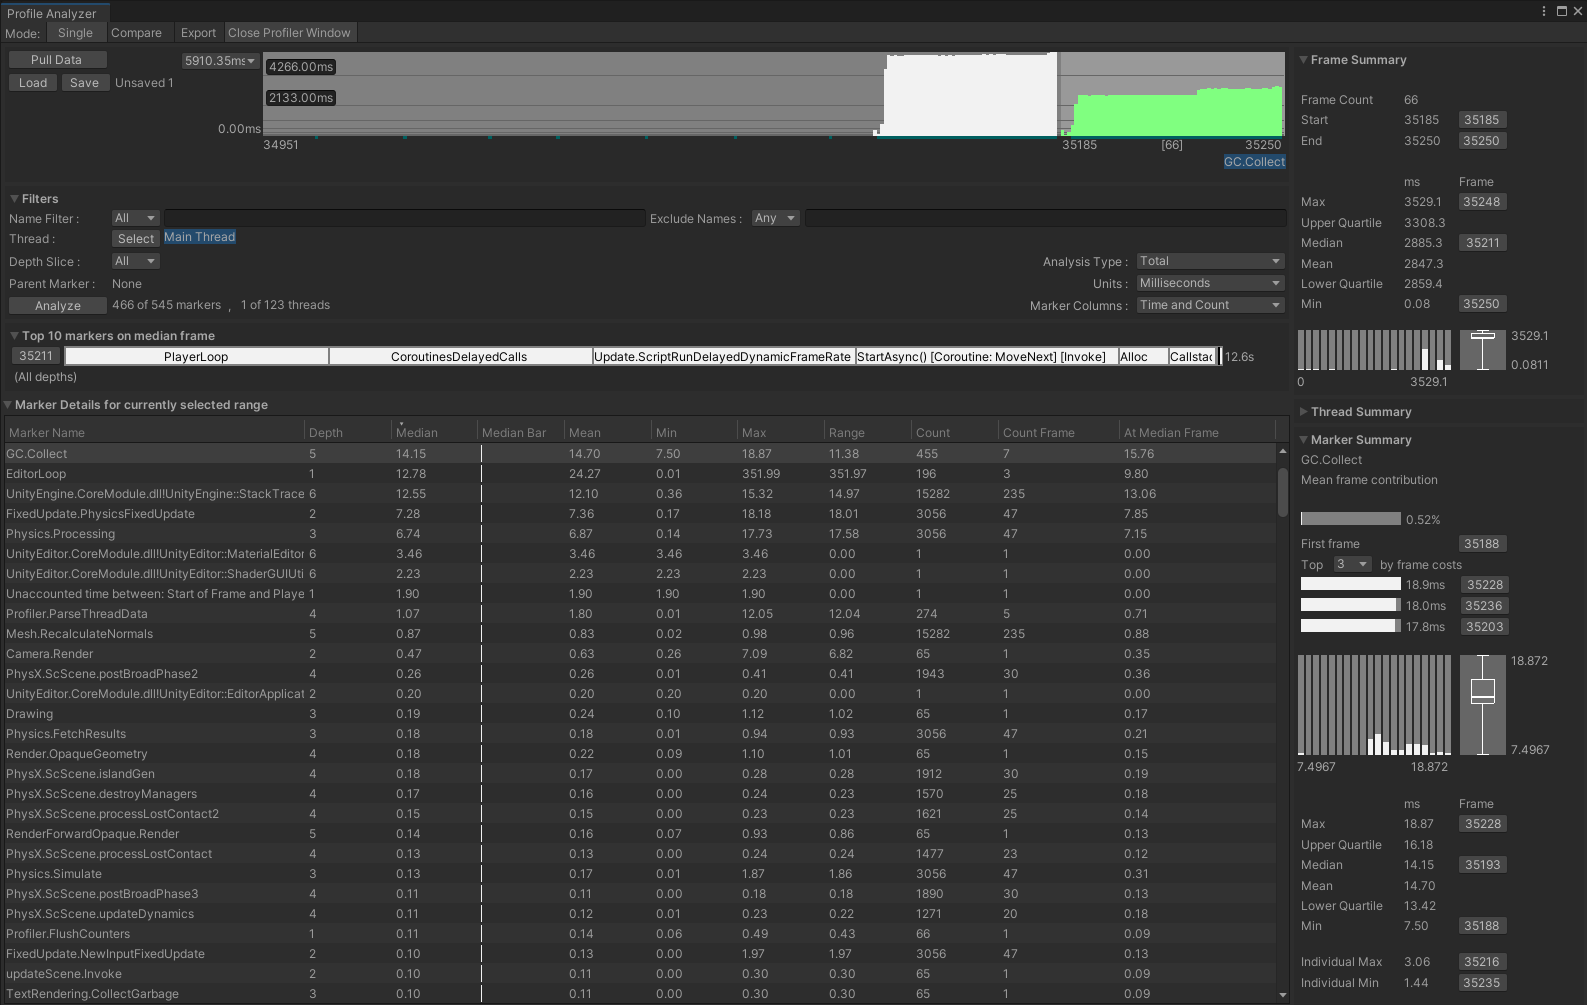 Profile Analyzer
Mode: Single Compare Export Close Profiler Window
Pull Data
Load Save Unsaved 1
5910.35ms
4266.00ms
2133.00ms
0.00ms
34951 35185 [66] 35250
GC.Collect
Filters
Name Filter : All Exclude Names : Any
Thread : Select Main Thread
Depth Slice : All Analysis Type : Total
Parent Marker : None Units : Milliseconds
Analyze 466 of 545 markers , 1 of 123 threads Marker Columns : Time and Count
Top 10 markers on median frame
35211 PlayerLoop CoroutinesDelayedCalls Update.ScriptRunDelayedDynamicFrameRate StartAsync() [Coroutine: MoveNext] [Invoke] Alloc Callstac 12.6s
(All depths)
Marker Details for currently selected range
Marker Name Depth Median Median Bar Mean Min Max Range Count Count Frame At Median Frame
GC.Collect 5 14.15 14.70 7.50 18.87 11.38 455 7 15.76
EditorLoop 1 12.78 24.27 0.01 351.99 351.97 196 3 9.80
UnityEngine.CoreModule.dll!UnityEngine::StackTrace 6 12.55 12.10 0.36 15.32 14.97 15282 235 13.06
FixedUpdate.PhysicsFixedUpdate 2 7.28 7.36 0.17 18.18 18.01 3056 47 7.85
Physics.Processing 3 6.74 6.87 0.14 17.73 17.58 3056 47 7.15
UnityEditor.CoreModule.dll!UnityEditor::MaterialEditor 6 3.46 3.46 3.46 3.46 0.00 1 1 0.00
UnityEditor.CoreModule.dll!UnityEditor::ShaderGUIUti 6 2.23 2.23 2.23 2.23 0.00 1 1 0.00
Unaccounted time between: Start of Frame and Playe 1 1.90 1.90 1.90 1.90 0.00 1 1 0.00
Profiler.ParseThreadData 4 1.07 1.80 0.01 12.05 12.04 274 5 0.71
Mesh.RecalculateNormals 5 0.87 0.83 0.02 0.98 0.96 15282 235 0.88
Camera.Render 2 0.47 0.63 0.26 7.09 6.82 65 1 0.35
PhysX.ScScene.postBroadPhase2 4 0.26 0.26 0.01 0.41 0.41 1943 30 0.36
UnityEditor.CoreModule.dll!UnityEditor::EditorApplicat 2 0.20 0.20 0.20 0.20 0.00 1 1 0.00
Drawing 3 0.19 0.24 0.10 1.12 1.02 65 1 0.17
Physics.FetchResults 3 0.18 0.18 0.01 0.94 0.93 3056 47 0.21
Render.OpaqueGeometry 4 0.18 0.22 0.09 1.10 1.01 65 1 0.15
PhysX.ScScene.islandGen 4 0.18 0.17 0.00 0.28 0.28 1912 30 0.19
PhysX.ScScene.destroyManagers 4 0.17 0.16 0.00 0.24 0.23 1570 25 0.18
PhysX.ScScene.processLostContact2 4 0.15 0.15 0.00 0.23 0.23 1621 25 0.14
RenderForwardOpaque.Render 5 0.14 0.16 0.07 0.93 0.86 65 1 0.13
PhysX.ScScene.processLostContact 4 0.13 0.13 0.00 0.24 0.24 1477 23 0.12
Physics.Simulate 3 0.13 0.17 0.01 1.87 1.86 3056 47 0.31
PhysX.ScScene.postBroadPhase3 4 0.11 0.11 0.00 0.18 0.18 1890 30 0.13
PhysX.ScScene.updateDynamics 4 0.11 0.12 0.01 0.23 0.22 1271 20 0.18
Profiler.FlushCounters 1 0.11 0.14 0.06 0.49 0.43 66 1 0.09
FixedUpdate.NewInputFixedUpdate 2 0.10 0.13 0.00 1.97 1.97 3056 47 0.13
updateScene.Invoke 2 0.10 0.11 0.00 0.30 0.30 65 1 0.09
TextRendering.CollectGarbage 3 0.10 0.11 0.00 0.30 0.30 65 1 0.09
Frame Summary
Frame Count 66
Start 35185 35185
End 35250 35250
ms Frame
Max 3529.1 35248
Upper Quartile 3308.3
Median 2885.3 35211
Mean 2847.3
Lower Quartile 2859.4
Min 0.08 35250
3529.1
0.0811
0 3529.1
Thread Summary
Marker Summary
GC.Collect
Mean frame contribution
0.52%
First frame 35188
Top 3 by frame costs
18.9ms 35228
18.0ms 35236
17.8ms 35203
18.872
7.4967
7.4967 18.872
ms Frame
Max 18.87 35228
Upper Quartile 16.18
Median 14.15 35193
Mean 14.70
Lower Quartile 13.42
Min 7.50 35188
Individual Max 3.06 35216
Individual Min 1.44 35235